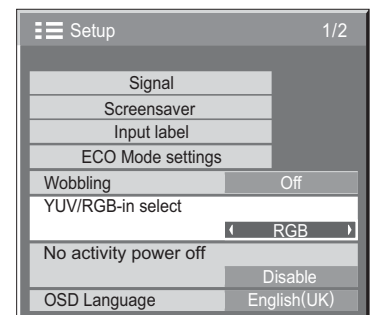 Setup 1/2
Signal
Screensaver
Input label
ECO Mode settings
Wobbling Off
YUV/RGB-in select
RGB
No activity power off
Disable
OSD Language English(UK)